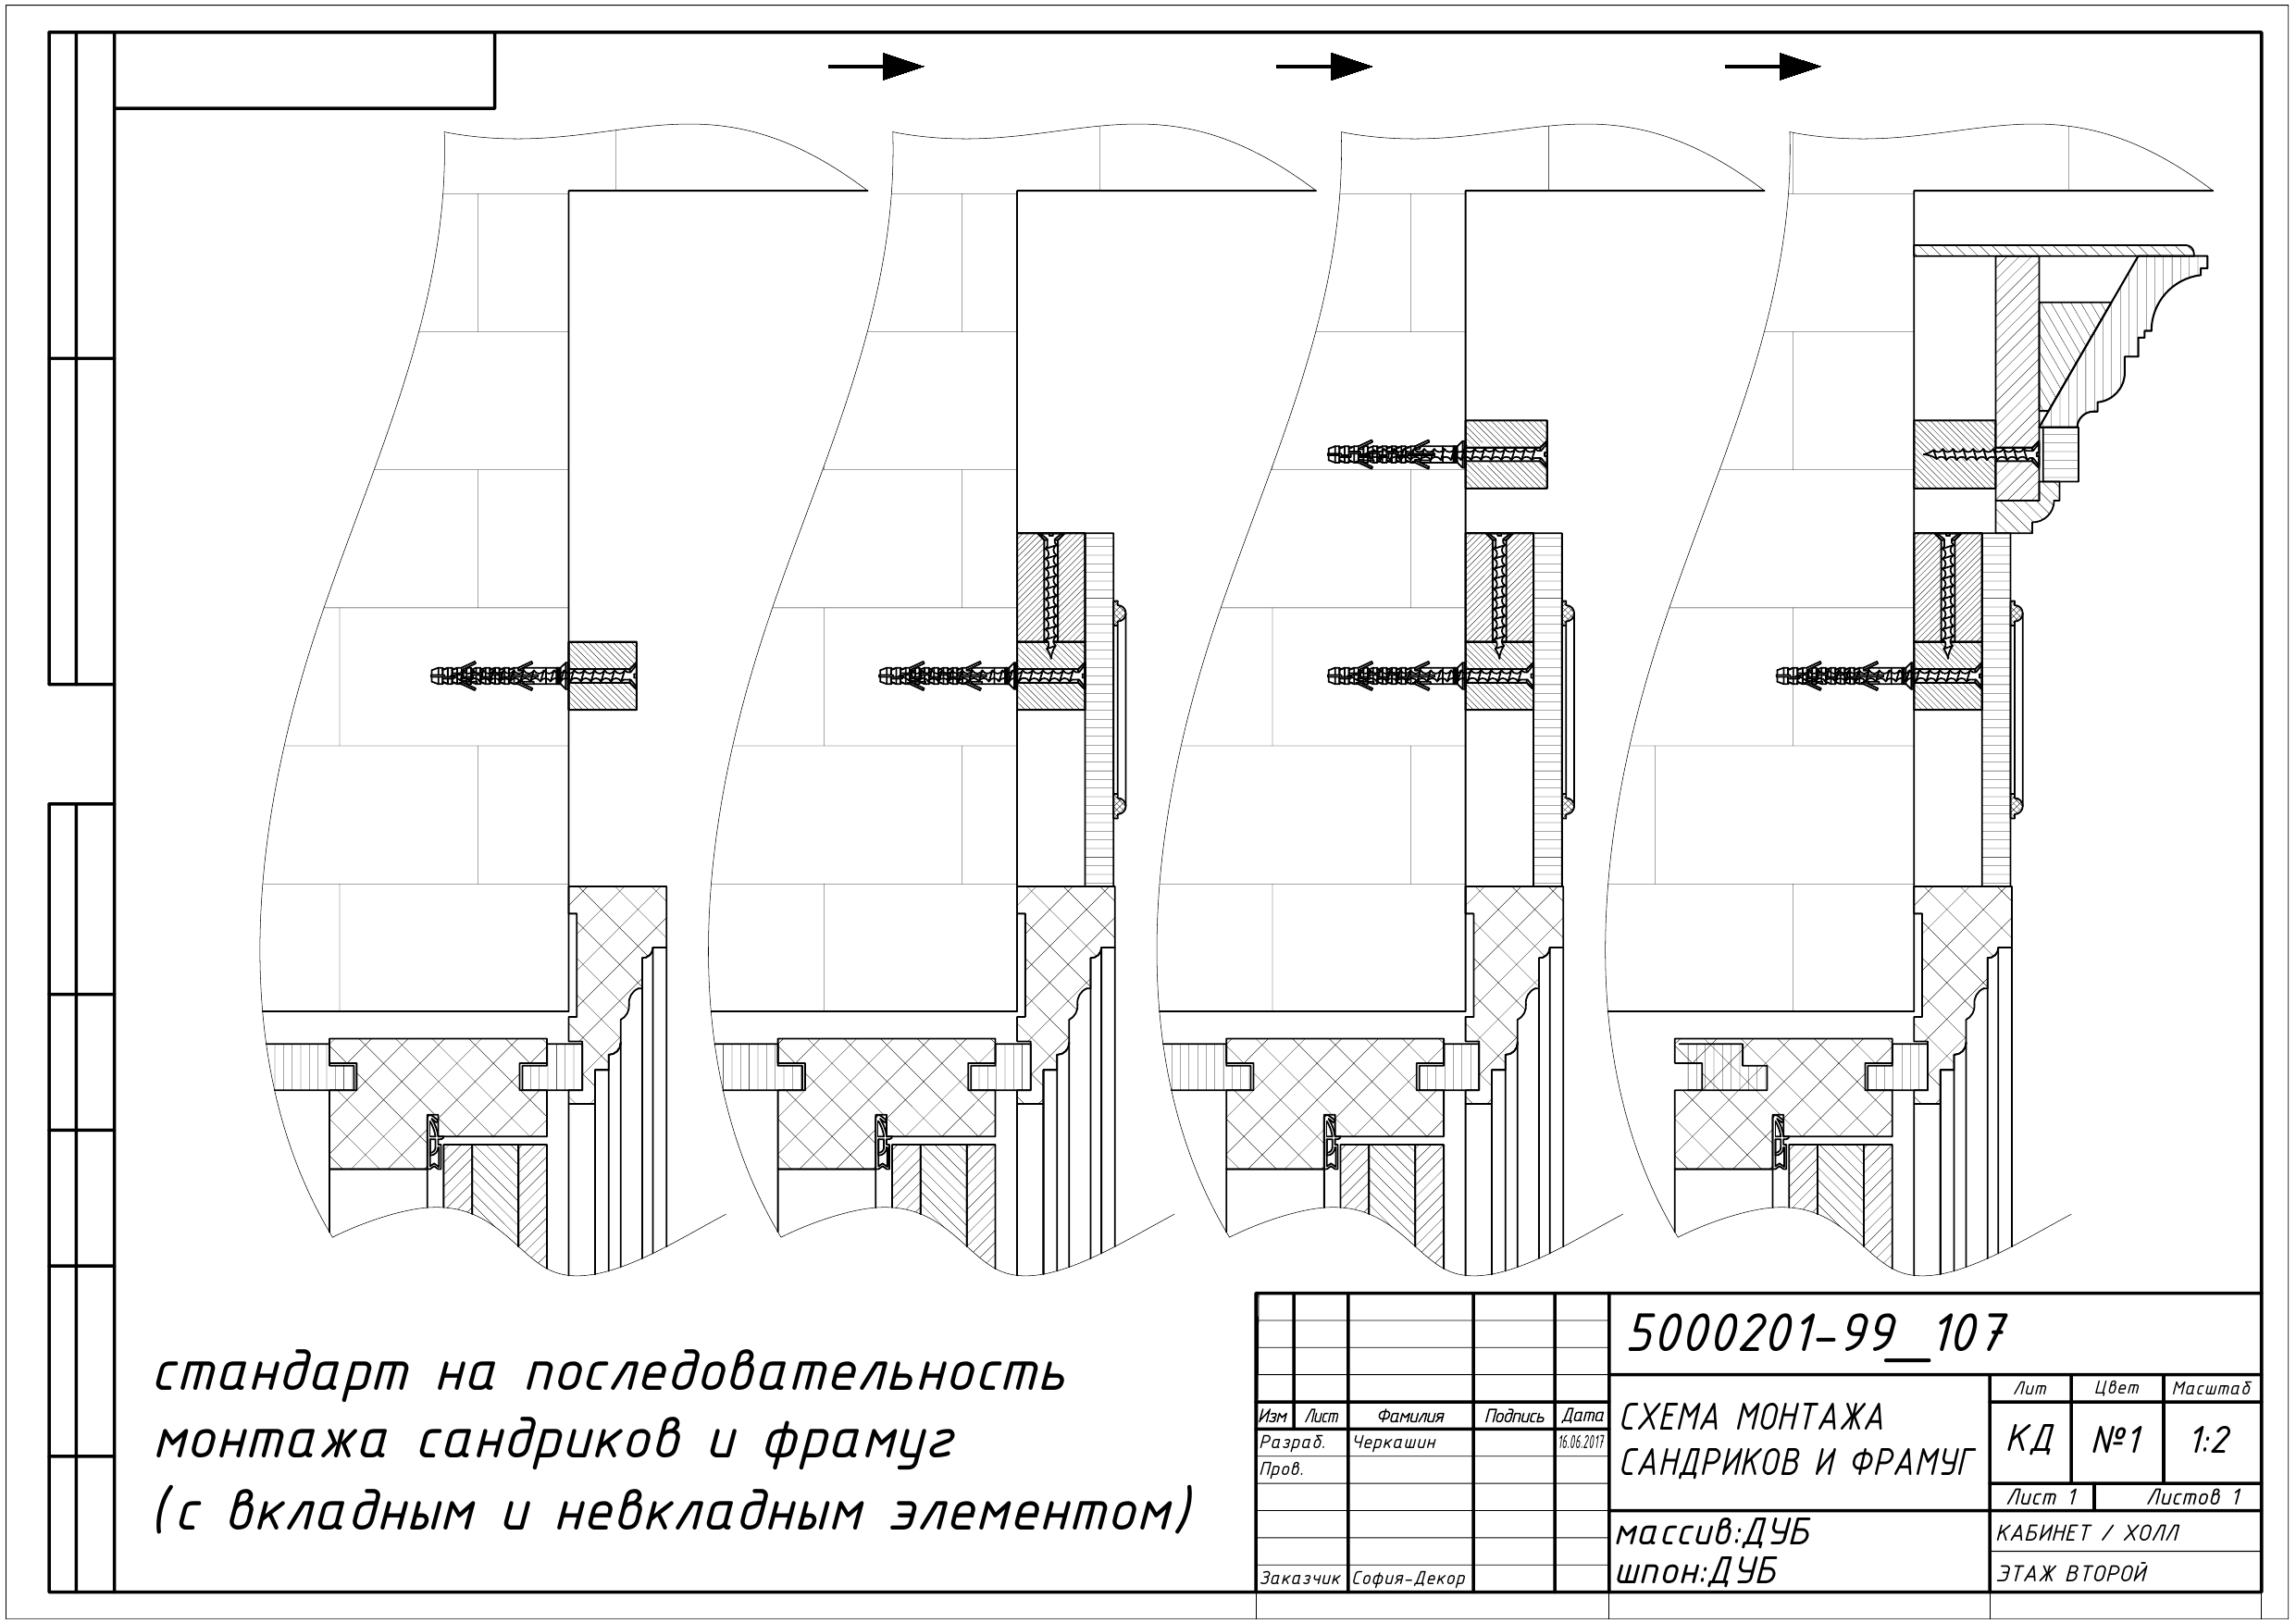 стандарт на последовательность
монтажа сандриков и фрамуг
(с вкладным и невкладным элементом)
5000201-99_107
Изм Лист Фамилия Подпись Дата
Разраб. Черкашин 16.06.2017
Пров.
Заказчик София-Декор
СХЕМА МОНТАЖА
САНДРИКОВ И ФРАМУГ
Лит Цвет Масштаб
КД №1 1:2
Лист 1 Листов 1
массив:ДУБ
шпон:ДУБ
КАБИНЕТ / ХОЛЛ
ЭТАЖ ВТОРОЙ